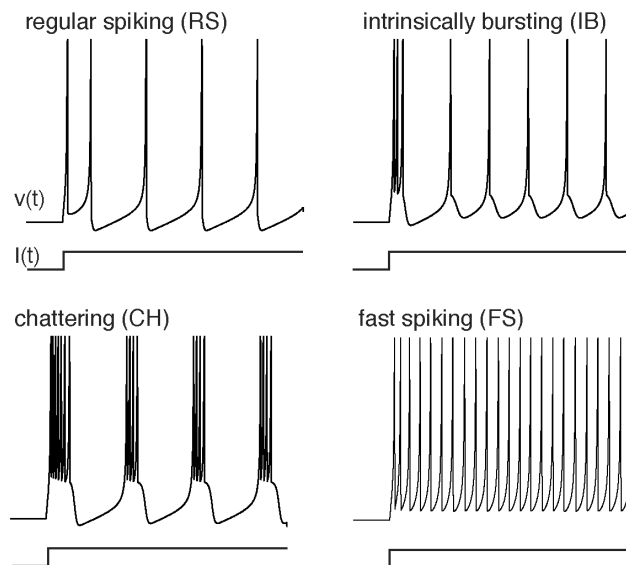 regular spiking (RS)
intrinsically bursting (IB)
v(t)
I(t)
chattering (CH)
fast spiking (FS)